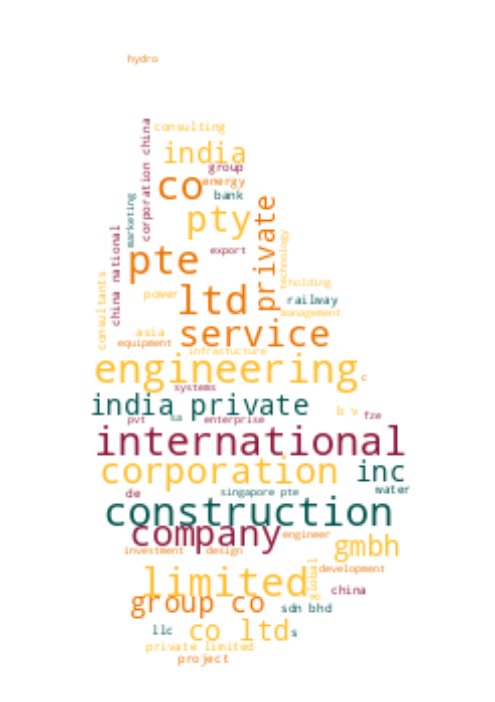 hydro
consulting
corporation china
india
group
co
energy
bank
marketing
pty
private
export
technology
china national
pte
consultants
holding
power
ltd
railway
management
asia
service
equipment
infrastucture
engineering
c
systems
india private
b v
fze
pvt
sa
enterprise
international
corporation
inc
water
de
singapore pte
construction
company
engineer
gmbh
investment
design
global
development
limited
china
group co
sdn bhd
llc
co ltd
s
private limited
project